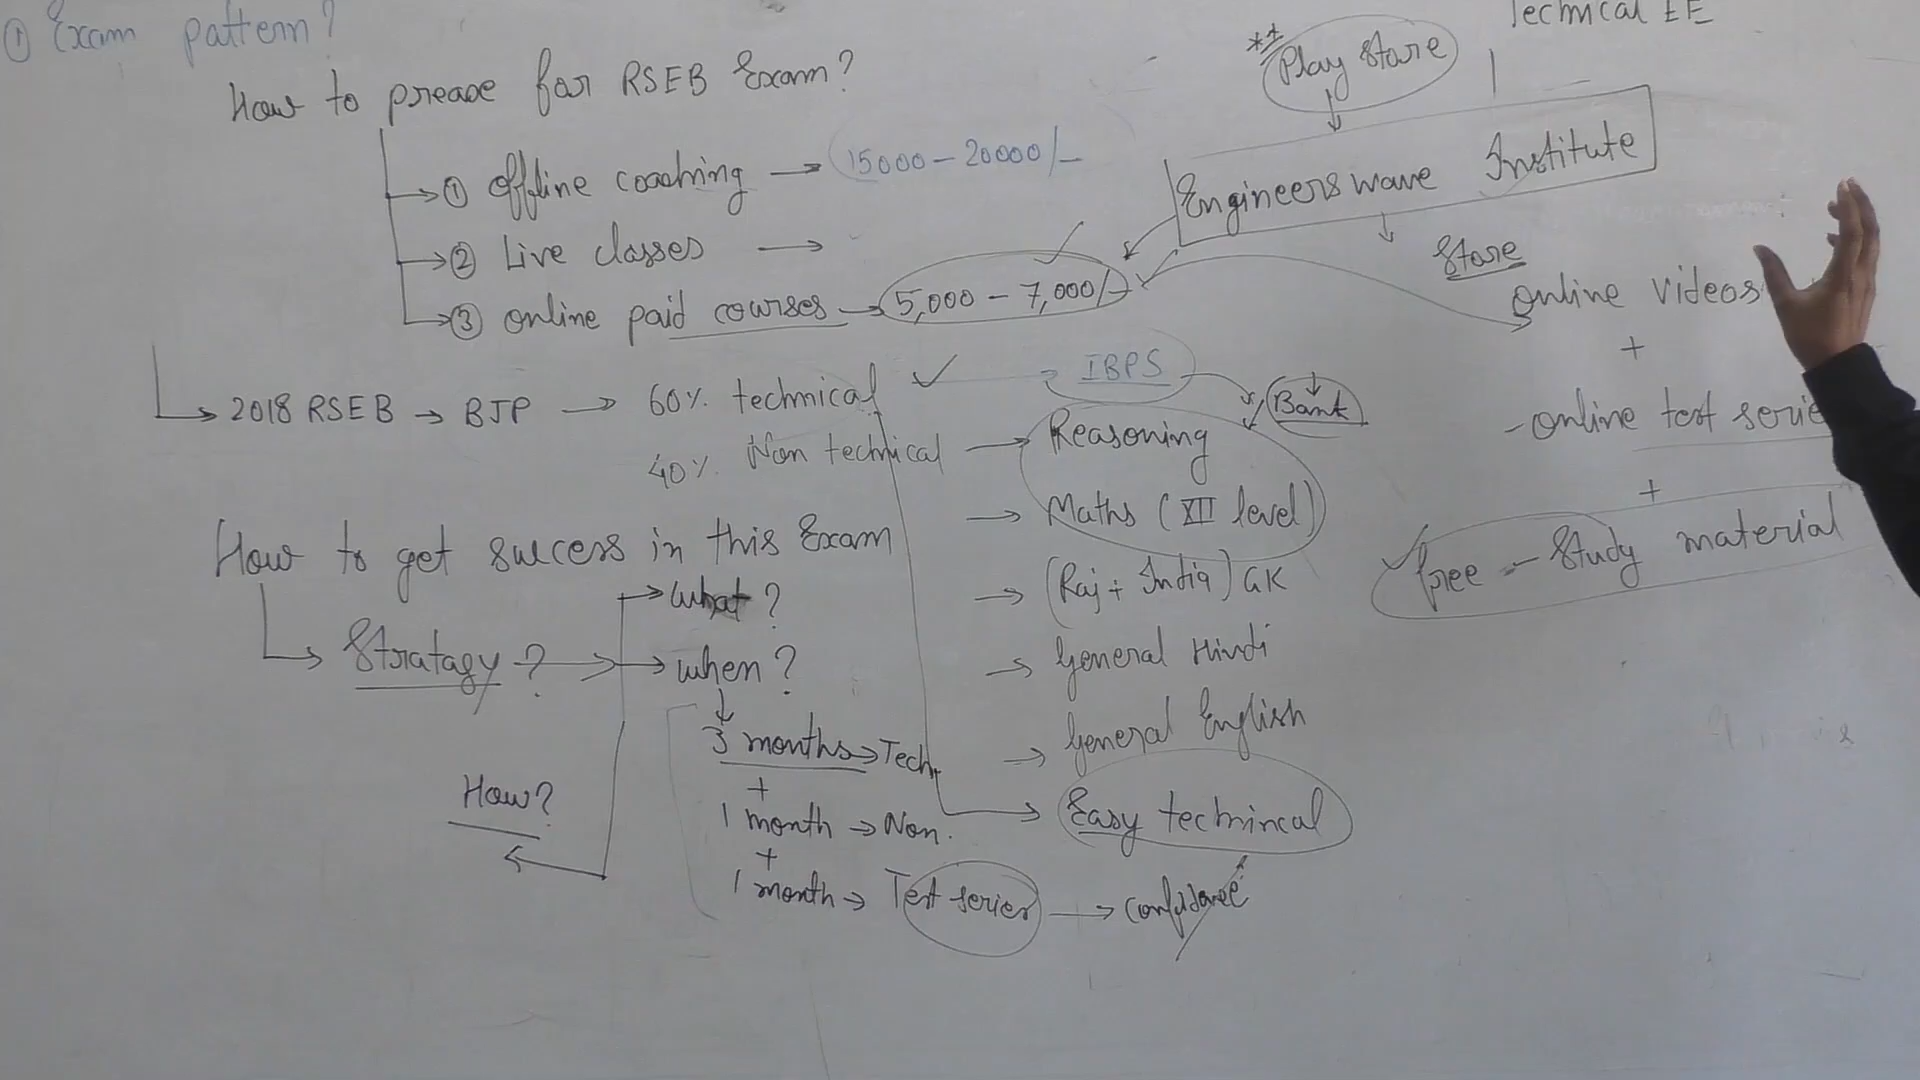 ① Exam pattern?
Technical EE
How to preaoe for RSEB Exam?
** Play store
① offline coaching → 15000 - 20000/-
Engineers wave Institute
② Live classes →
Store
③ online paid courses → 5,000 - 7,000/-
online videos
+
- online test serie
+
Free - Study material
2018 RSEB → BJP → 60% technical ✓ → IBPS
Bank
40% Non technical → Reasoning
→ Maths (XII level)
→ (Raj + India) GK
→ General Hindi
→ General English
→ Easy techmincal
How to get success in this Exam
→ Stratagy ?
→ what ?
→ when ?
3 months → Tech.
+
1 month → Non.
+
1 month → Test series → confidance
How?